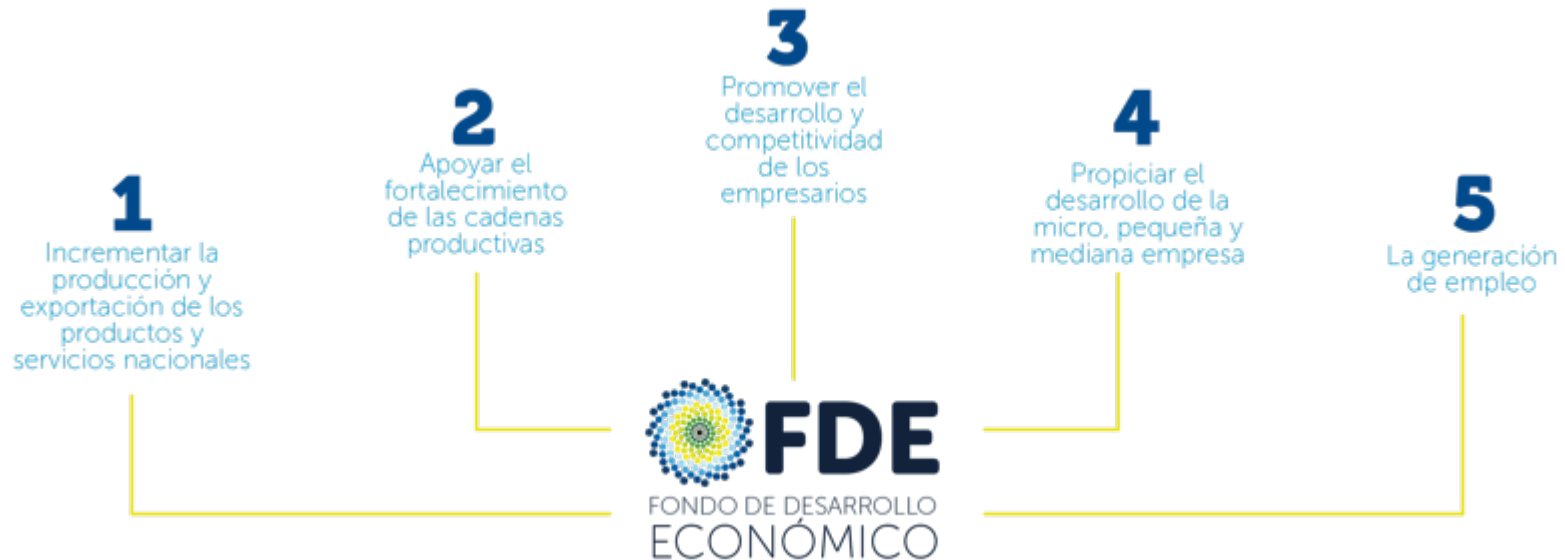 1
Incrementar la
producción y
exportación de los
productos y
servicios nacionales
2
Apoyar el
fortalecimiento
de las cadenas
productivas
3
Promover el
desarrollo y
competitividad
de los
empresarios
4
Propiciar el
desarrollo de la
micro, pequeña y
mediana empresa
5
La generación
de empleo
FDE
FONDO DE DESARROLLO
ECONÓMICO